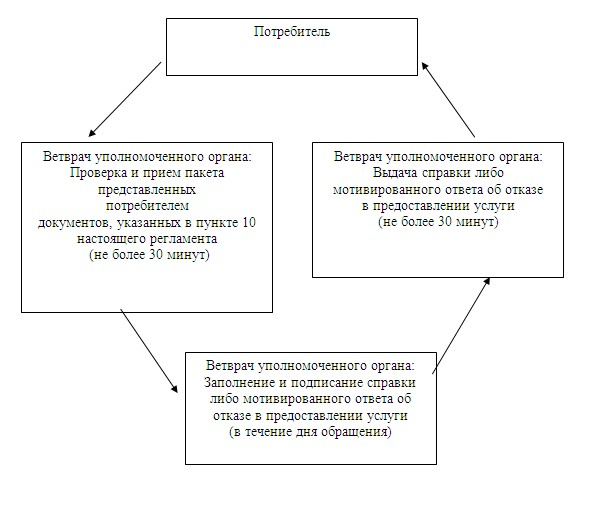 Потребитель
Ветврач уполномоченного органа:
Проверка и прием пакета
представленных
потребителем
документов, указанных в пункте 10
настоящего регламента
(не более 30 минут)
Ветврач уполномоченного органа:
Выдача справки либо
мотивированного ответа об отказе
в предоставлении услуги
(не более 30 минут)
Ветврач уполномоченного органа:
Заполнение и подписание справки
либо мотивированного ответа об
отказе в предоставлении услуги
(в течение дня обращения)